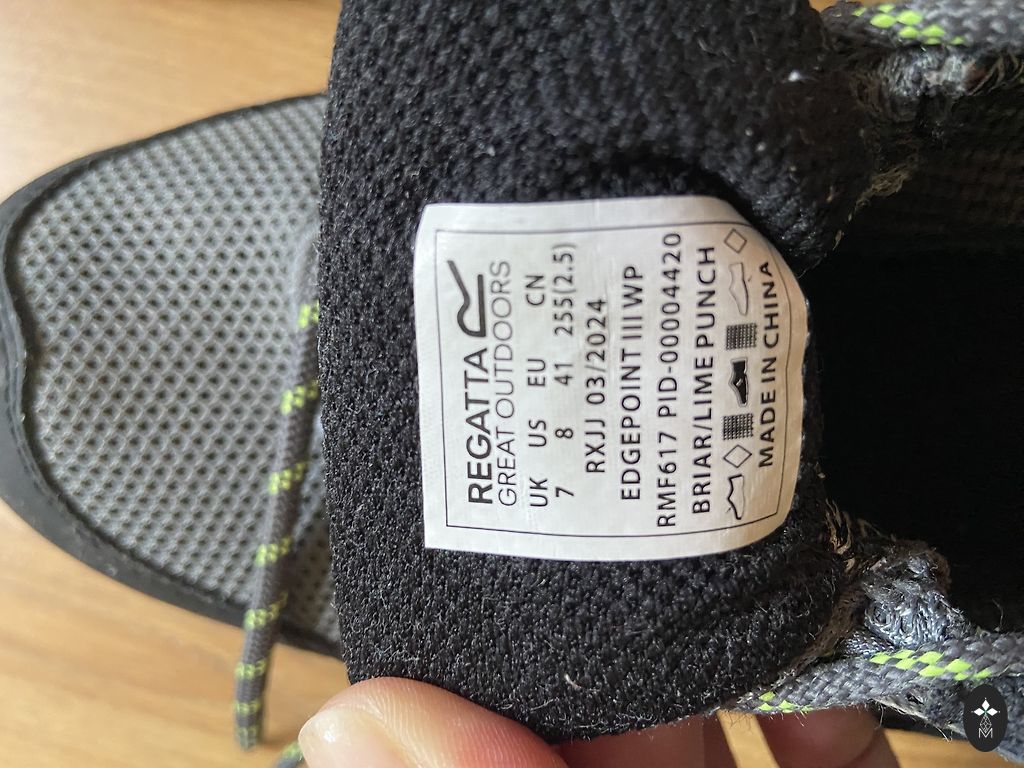 REGATTA
GREAT OUTDOORS
UK US EU CN
7 8 41 255(2.5)
RXJJ 03/2024
EDGEPOINT III WP
RMF617 PID-00004420
BRIAR/LIME PUNCH
MADE IN CHINA
M